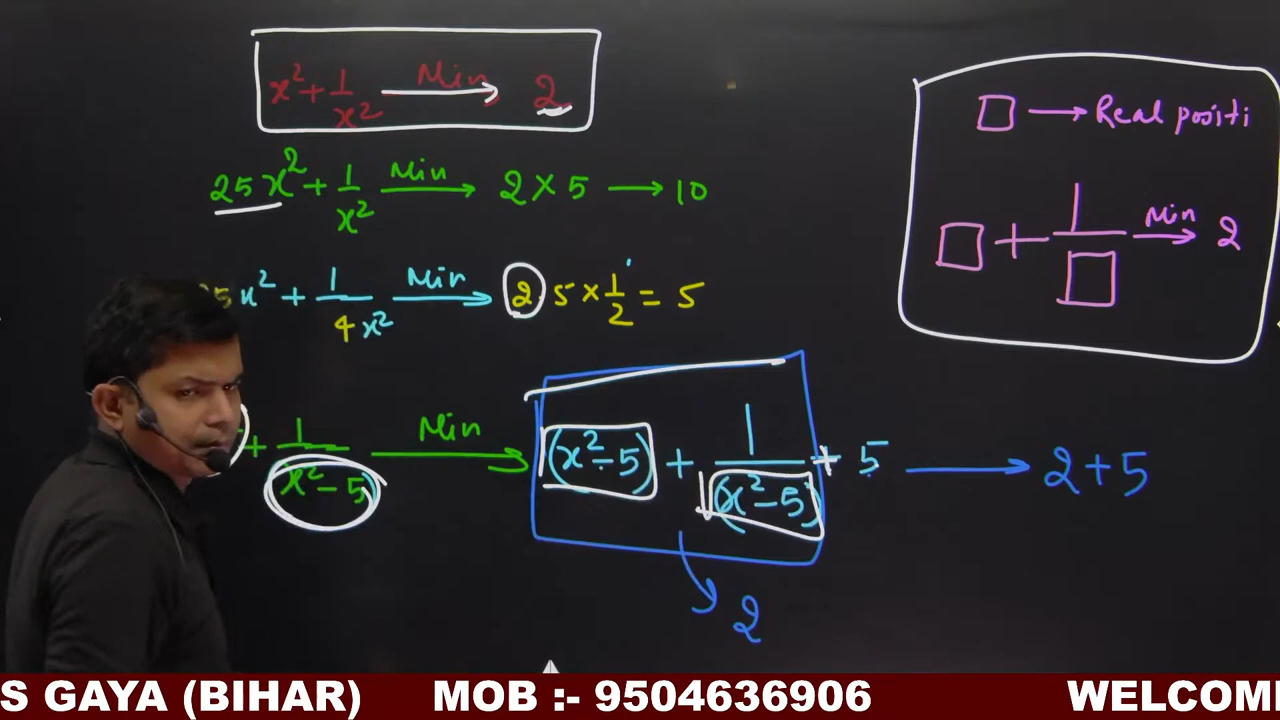 x² + 1/x² Min → 2
25x² + 1/x² Min → 2 × 5 → 10
5x² + 1/4x² Min → 2·5 × 1/2 = 5
+ 1/x² - 5 Min → (x² - 5) + 1/(x² - 5) + 5 → 2 + 5
2
□ → Real positi
□ + 1/□ Min → 2
S GAYA (BIHAR) MOB :- 9504636906 WELCOM